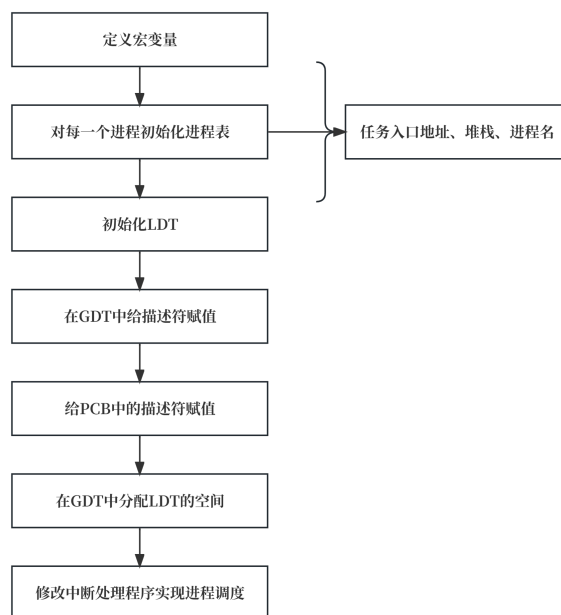 定义宏变量
对每一个进程初始化进程表
任务入口地址、堆栈、进程名
初始化LDT
在GDT中给描述符赋值
给PCB中的描述符赋值
在GDT中分配LDT的空间
修改中断处理程序实现进程调度